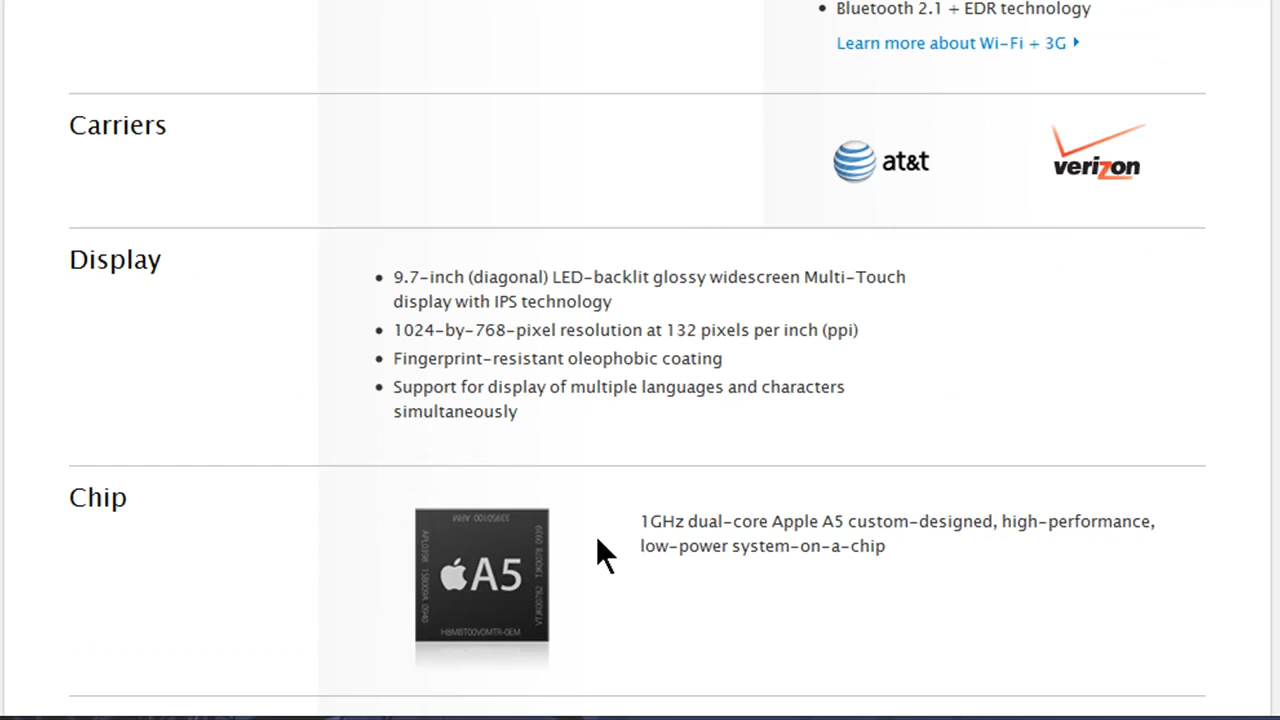 Bluetooth 2.1 + EDR technology
Learn more about Wi-Fi + 3G
Carriers
at&t
verizon
Display
9.7-inch (diagonal) LED-backlit glossy widescreen Multi-Touch
display with IPS technology
1024-by-768-pixel resolution at 132 pixels per inch (ppi)
Fingerprint-resistant oleophobic coating
Support for display of multiple languages and characters
simultaneously
Chip
A5
1GHz dual-core Apple A5 custom-designed, high-performance,
low-power system-on-a-chip